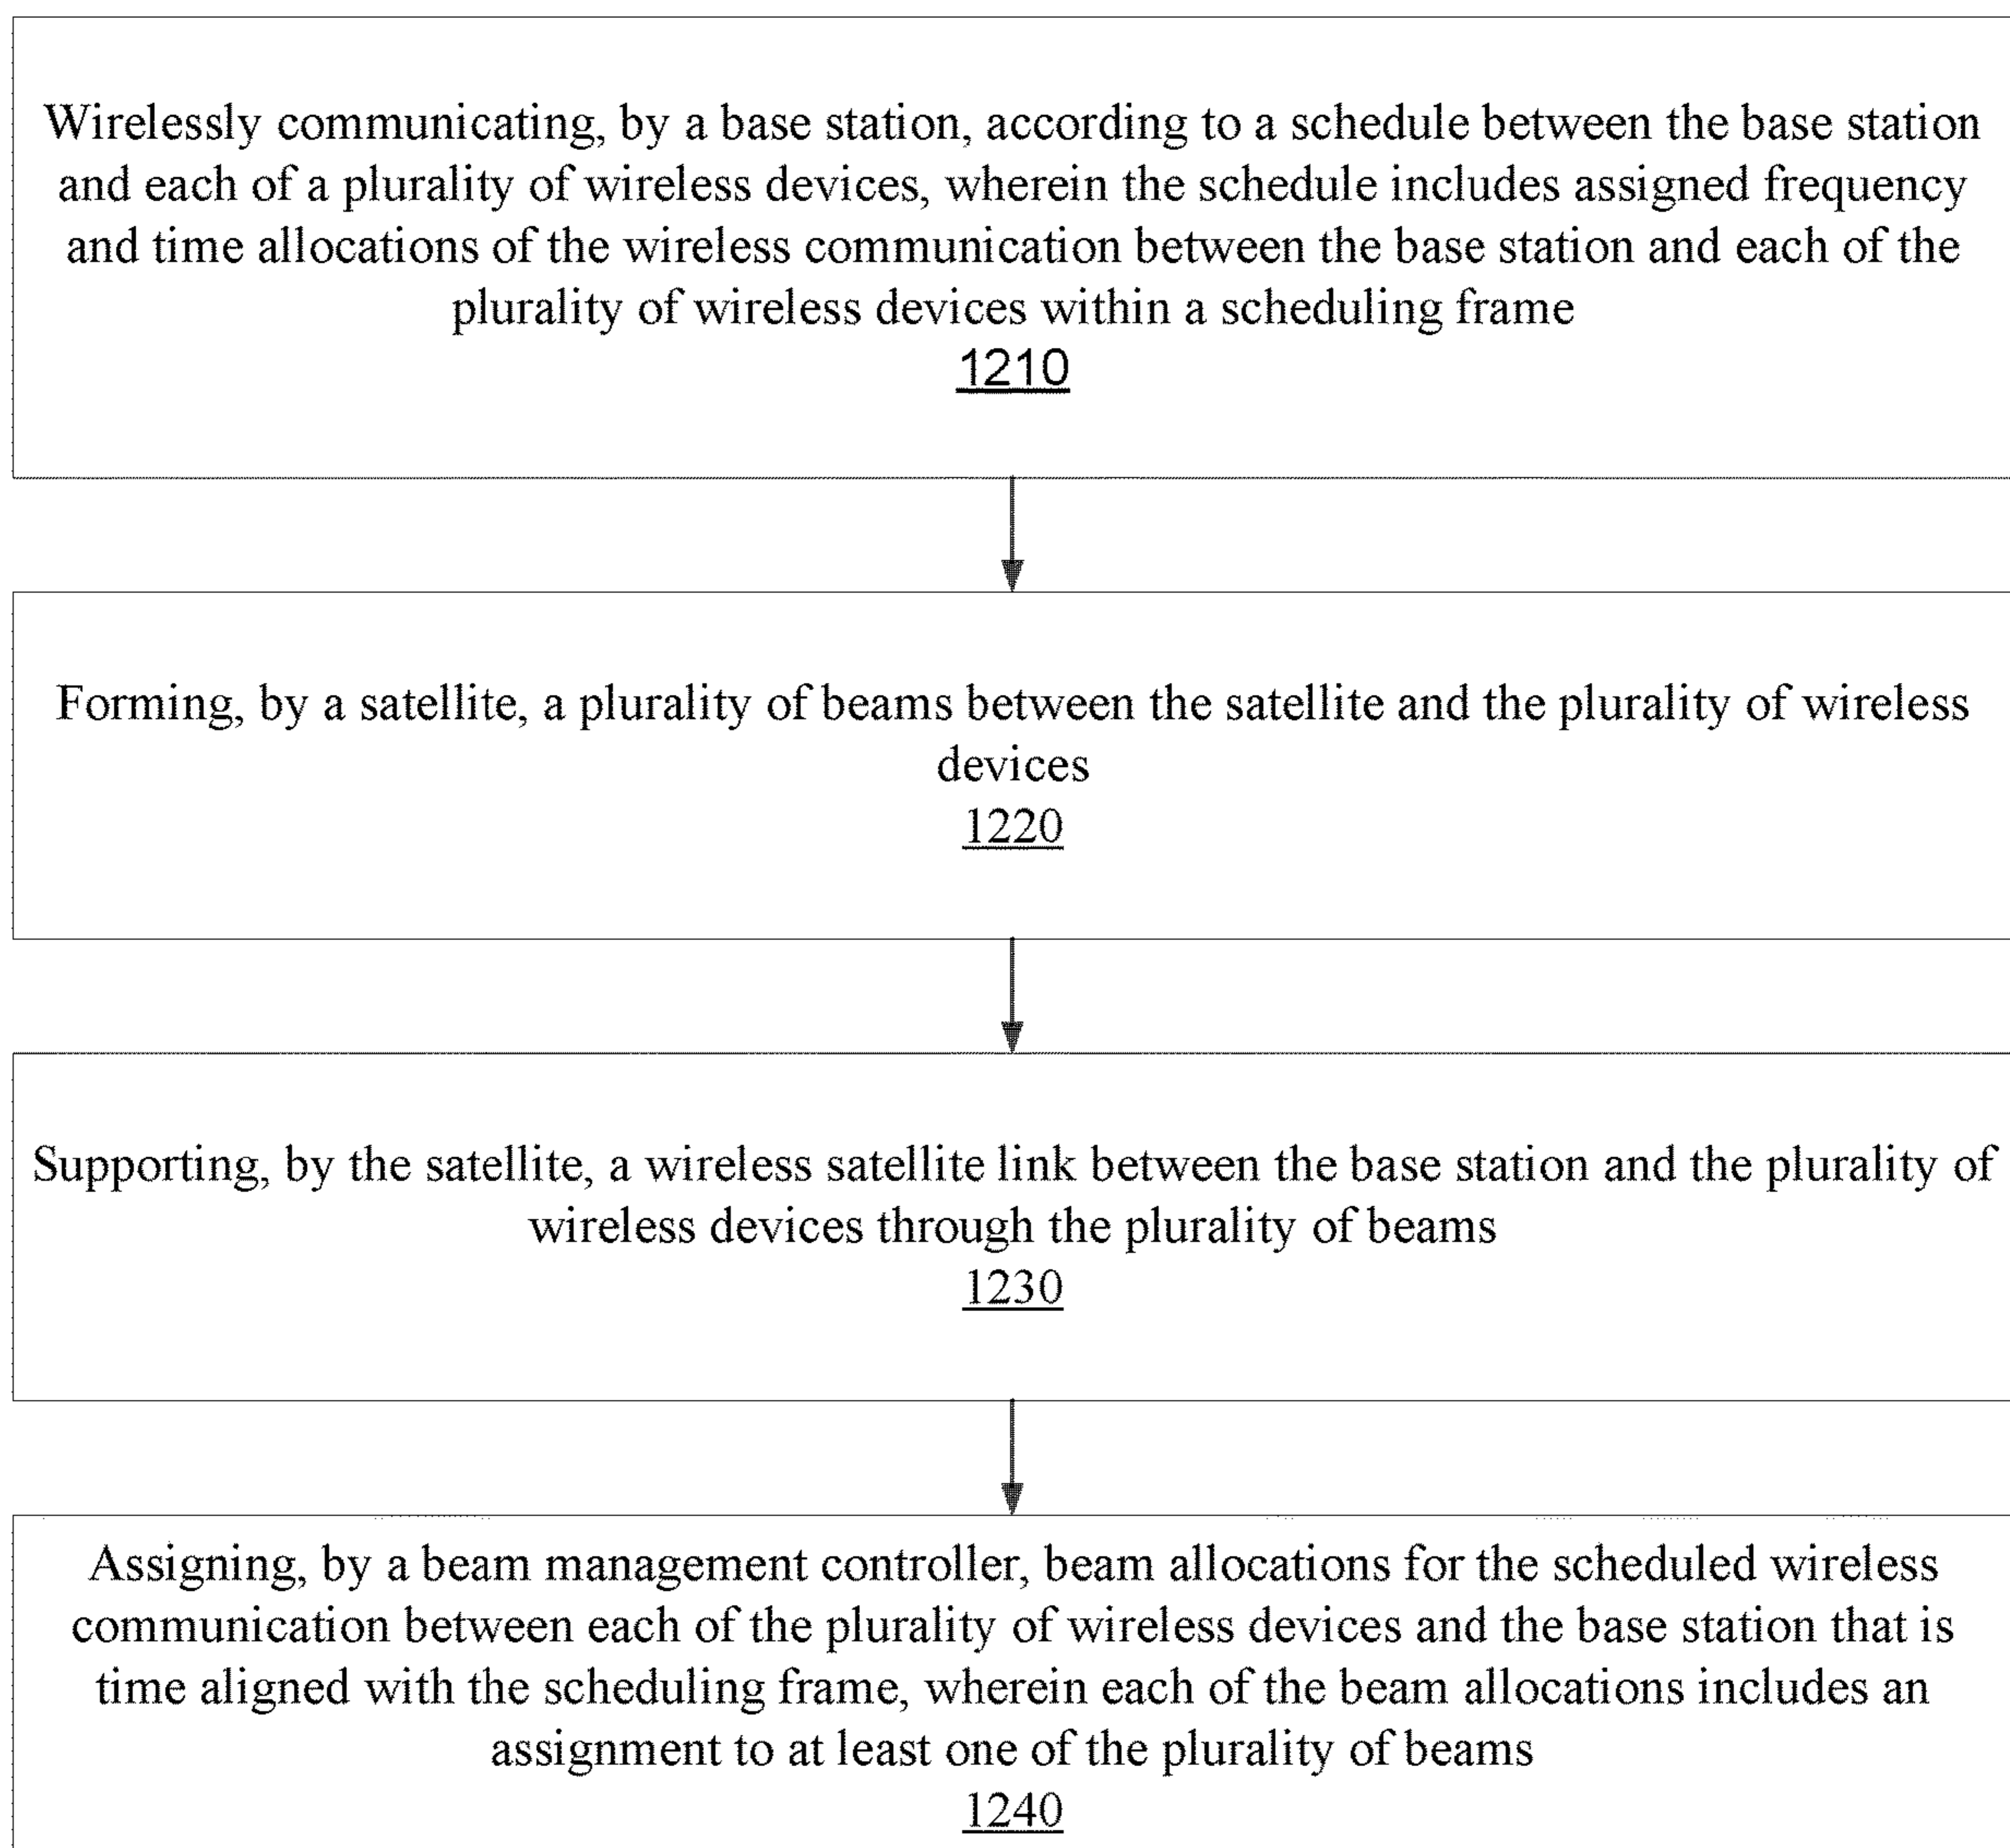 Wirelessly communicating, by a base station, according to a schedule between the base station
and each of a plurality of wireless devices, wherein the schedule includes assigned frequency
and time allocations of the wireless communication between the base station and each of the
plurality of wireless devices within a scheduling frame
1210
Forming, by a satellite, a plurality of beams between the satellite and the plurality of wireless
devices
1220
Supporting, by the satellite, a wireless satellite link between the base station and the plurality of
wireless devices through the plurality of beams
1230
Assigning, by a beam management controller, beam allocations for the scheduled wireless
communication between each of the plurality of wireless devices and the base station that is
time aligned with the scheduling frame, wherein each of the beam allocations includes an
assignment to at least one of the plurality of beams
1240